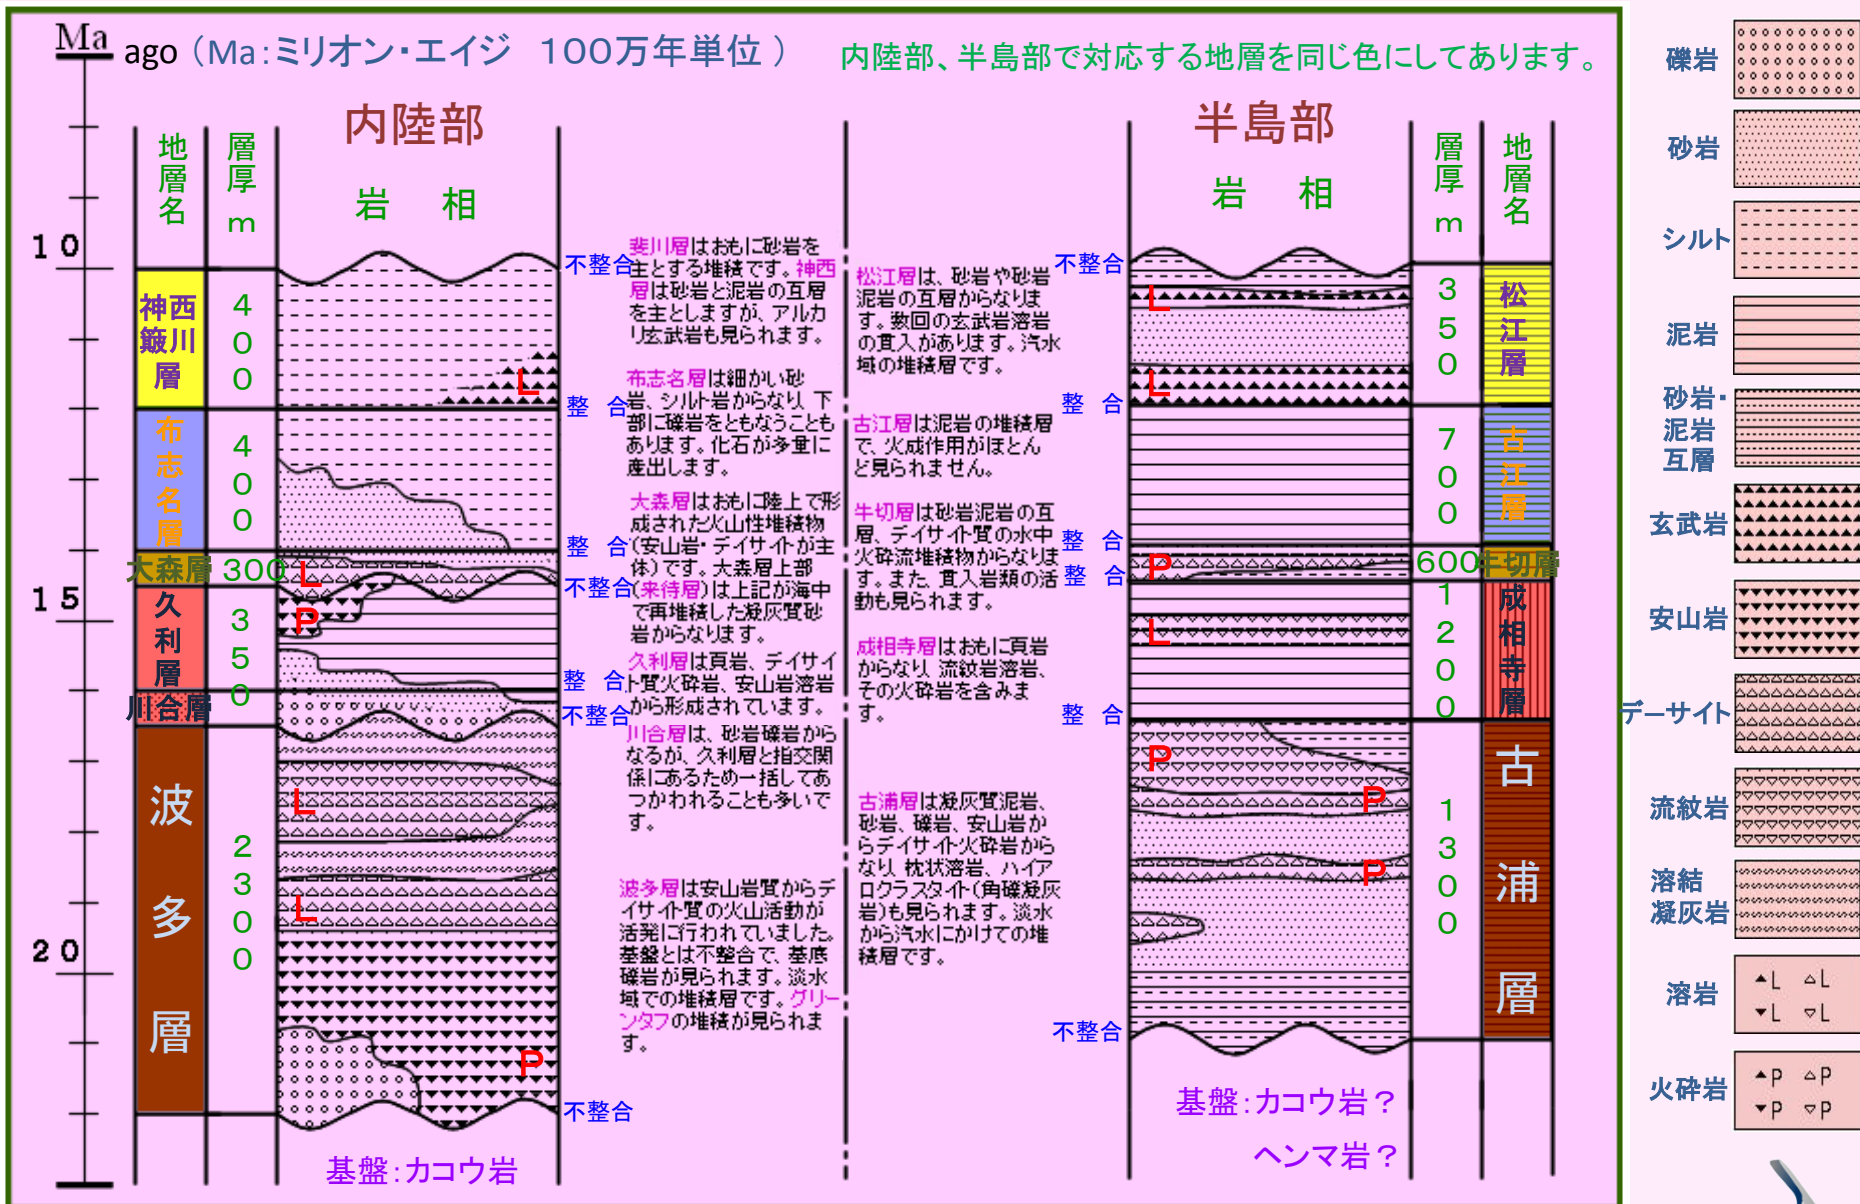 Ma ago（Ma：ミリオン・エイジ　100万年単位 ）
内陸部、半島部で対応する地層を同じ色にしてあります。
内陸部
半島部
地層名
層厚 m
岩　相
岩　相
層厚 m
地層名
10
15
20
神西
簸川
層
400
布志名層
400
大森層
300
久利層
350
川合層
波多層
2300
L
L
P
L
L
P
不整合
整　合
整　合
不整合
整　合
不整合
不整合
基盤：カコウ岩
斐川層はおもに砂岩を
主とする堆積です。神西
層は砂岩と泥岩の互層
を主としますが、アルカ
リ玄武岩も見られます。
布志名層は細かい砂
岩、シルト岩からなり、下
部に礫岩をともなうことも
あります。化石が多量に
産出します。
大森層はおもに陸上で形
成された火山性堆積物
（安山岩・デイサイトが主
体）です。大森層上部
（来待層）は上記が海中
で再堆積した凝灰質砂
岩からなります。
久利層は頁岩、デイサイ
ト質火砕岩、安山岩溶岩
から形成されています。
川合層は、砂岩礫岩から
なるが、久利層と指交関
係にあるため一括してあ
つかわれることも多いで
す。
波多層は安山岩質からデ
イサイト質の火山活動が
活発に行われていました。
基盤とは不整合で、基底
礫岩が見られます。淡水
域での堆積層です。グリー
ンタフの堆積が見られま
す。
松江層は、砂岩や砂岩
泥岩の互層からなりま
す。数回の玄武岩溶岩
の貫入があります。汽水
域の堆積層です。
古江層は泥岩の堆積層
で、火成作用がほとん
ど見られません。
牛切層は砂岩泥岩の互
層、デイサイト質の水中
火砕流堆積物からなりま
す。また、貫入岩類の活
動も見られます。
成相寺層はおもに頁岩
からなり、流紋岩溶岩、
その火砕岩を含みま
す。
古浦層は凝灰質泥岩、
砂岩、礫岩、安山岩か
らデイサイト火砕岩から
なり、枕状溶岩、ハイア
ロクラスタイト（角礫凝灰
岩）も見られます。淡水
から汽水にかけての堆
積層です。
不整合
整　合
整　合
整　合
整　合
不整合
L
L
P
L
P
P
P
350
松江層
700
古江層
600
牛切層
1200
成相寺層
1300
古浦層
基盤：カコウ岩？
ヘンマ岩？
礫岩
砂岩
シルト
泥岩
砂岩・
泥岩
互層
玄武岩
安山岩
デーサイト
流紋岩
溶結
凝灰岩
溶岩
▲L　△L
▼L　▽L
火砕岩
▲P　△P
▼P　▽P